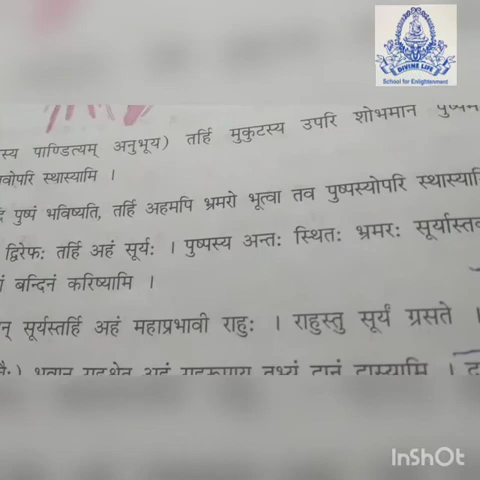 DIVINE LIFE
School for Enlightenment
स्य पाण्डित्यम् अनुभूय) तर्हि मुकुटस्य उपरि शोभमान
वोपरि स्थास्यामि ।
पुष्पं भविष्यति, तर्हि अहमपि भ्रमरो भूत्वा तव पुष्पस्योपरि स्थास्यामि
द्विरेफः तर्हि अहं सूर्यः । पुष्पस्य अन्तः स्थितः भ्रमरः सूर्यास्त
बन्दिनं करिष्यामि ।
न् सूर्यस्तर्हि अहं महाप्रभावी राहुः । राहुस्तु सूर्यं ग्रसते ।
दानं दास्यामि ।
InShOt